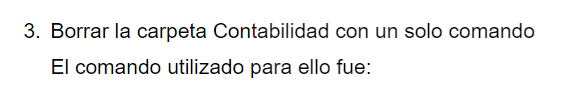 3. Borrar la carpeta Contabilidad con un solo comando
El comando utilizado para ello fue: